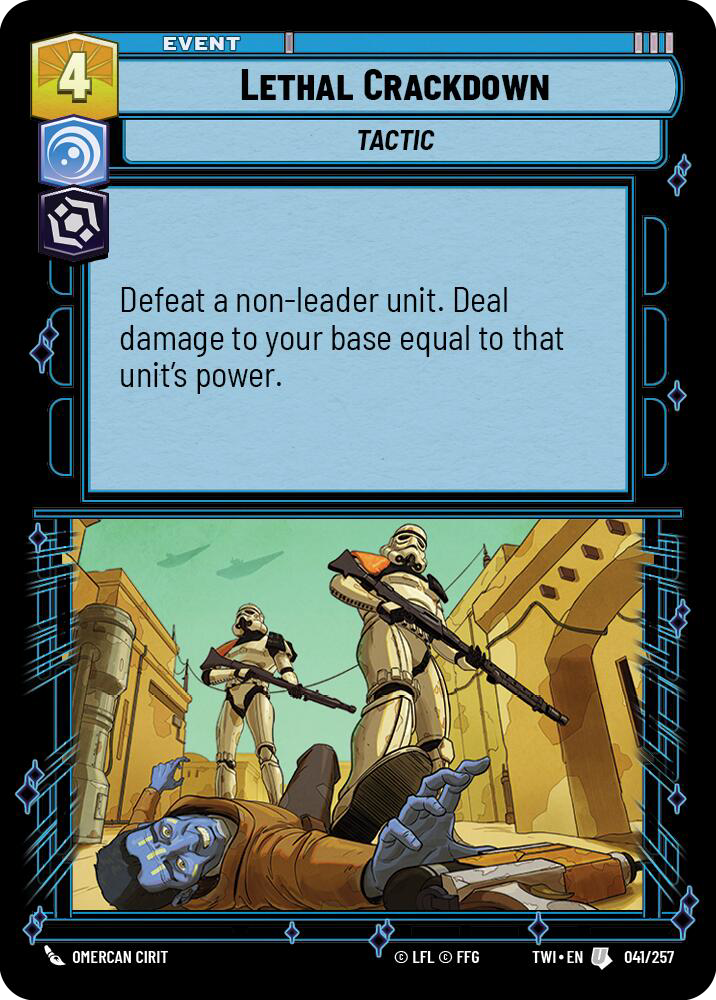 EVENT
4
LETHAL CRACKDOWN
TACTIC
Defeat a non-leader unit. Deal
damage to your base equal to that
unit's power.
OMERCAN CIRIT
© LFL © FFG
TWI • EN
U
041/257